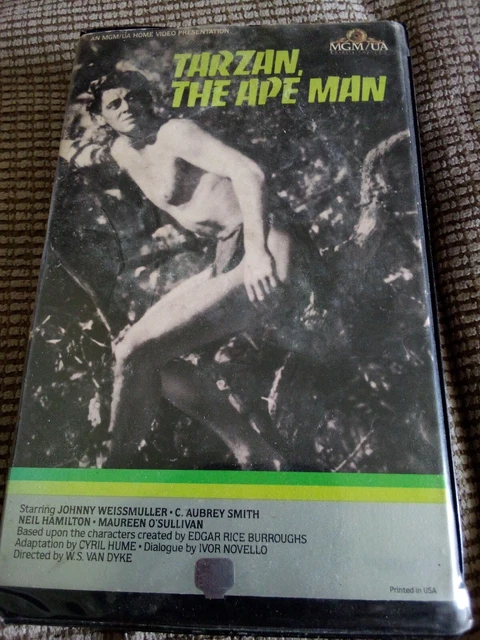 AN MGM/UA HOME VIDEO PRESENTATION
MGM/UA
TARZAN,
THE APE MAN
Starring JOHNNY WEISSMULLER • C. AUBREY SMITH
NEIL HAMILTON • MAUREEN O'SULLIVAN
Based upon the characters created by EDGAR RICE BURROUGHS
Adaptation by CYRIL HUME • Dialogue by IVOR NOVELLO
Directed by W.S. VAN DYKE
Printed in USA